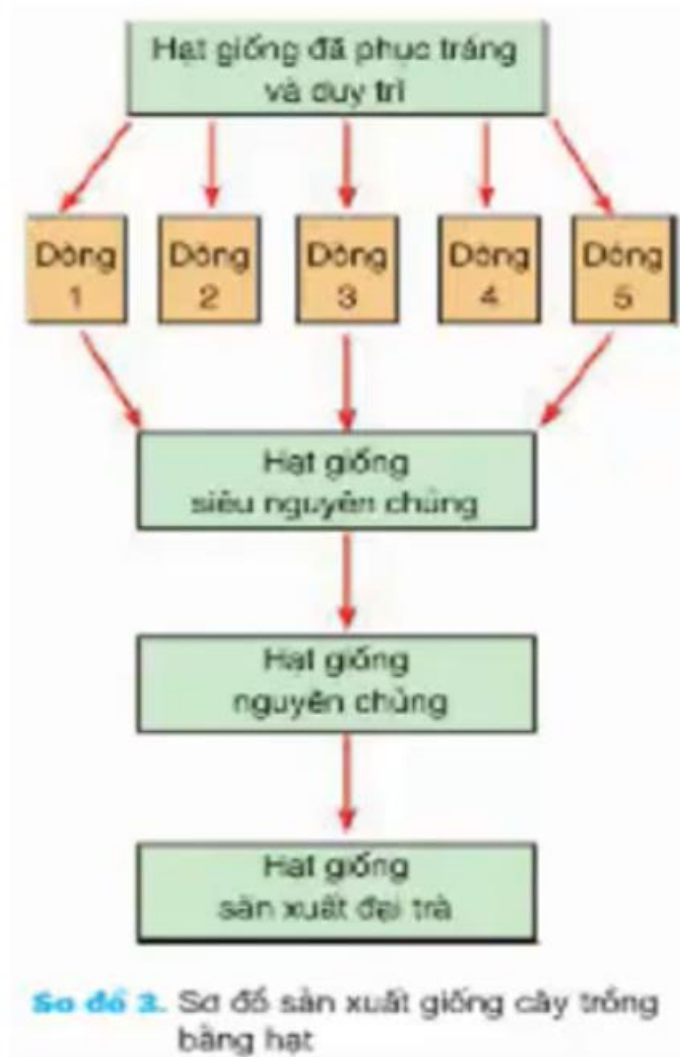 Hạt giống đã phục tráng
và duy trì
Dòng
1
Dòng
2
Dòng
3
Dòng
4
Dòng
5
Hạt giống
siêu nguyên chủng
Hạt giống
nguyên chủng
Hạt giống
sản xuất đại trà
Sơ đồ 3. Sơ đồ sản xuất giống cây trồng
bằng hạt